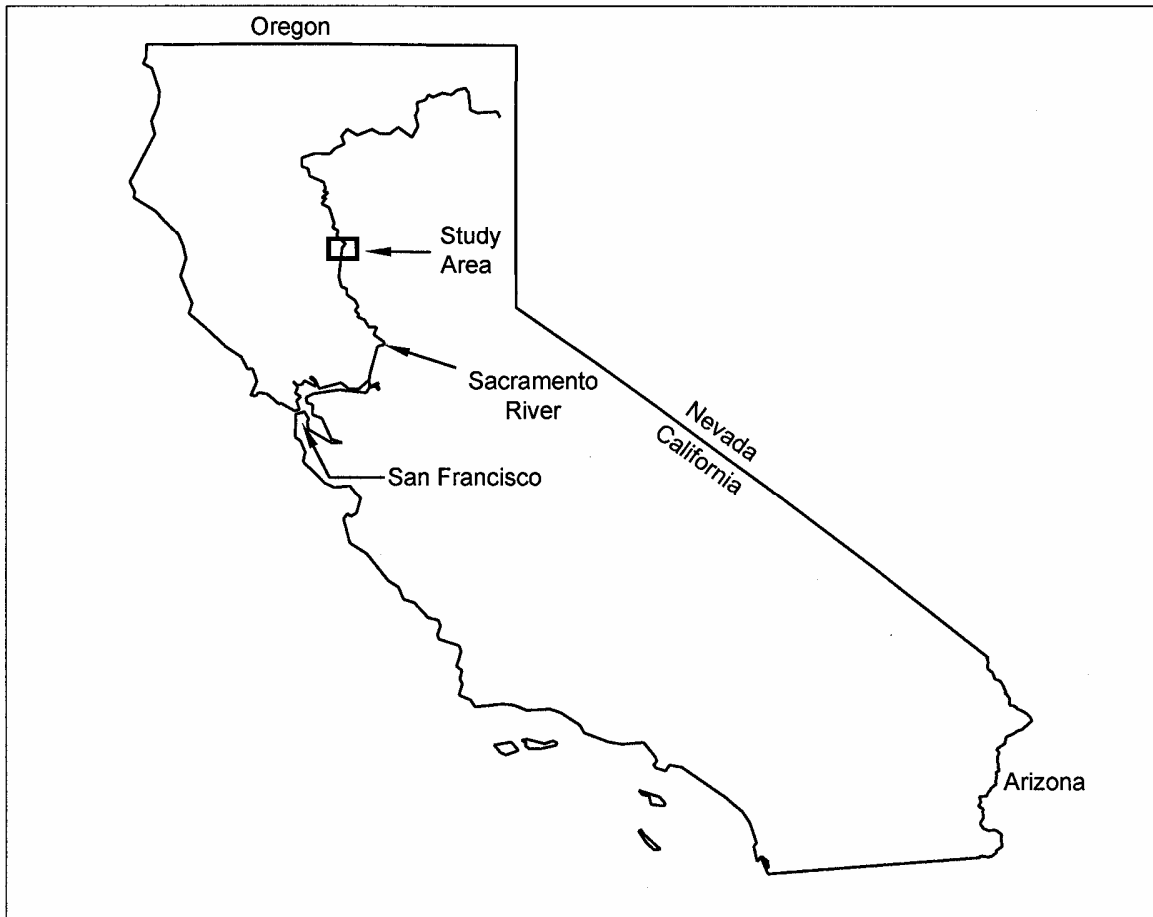 Oregon
Study
Area
Sacramento
River
Nevada
California
San Francisco
Arizona